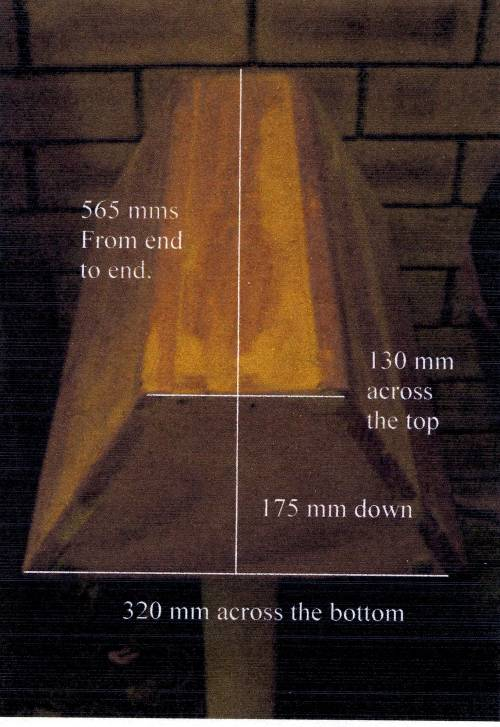 565 mms
From end
to end.
130 mm
across
the top
175 mm down
320 mm across the bottom